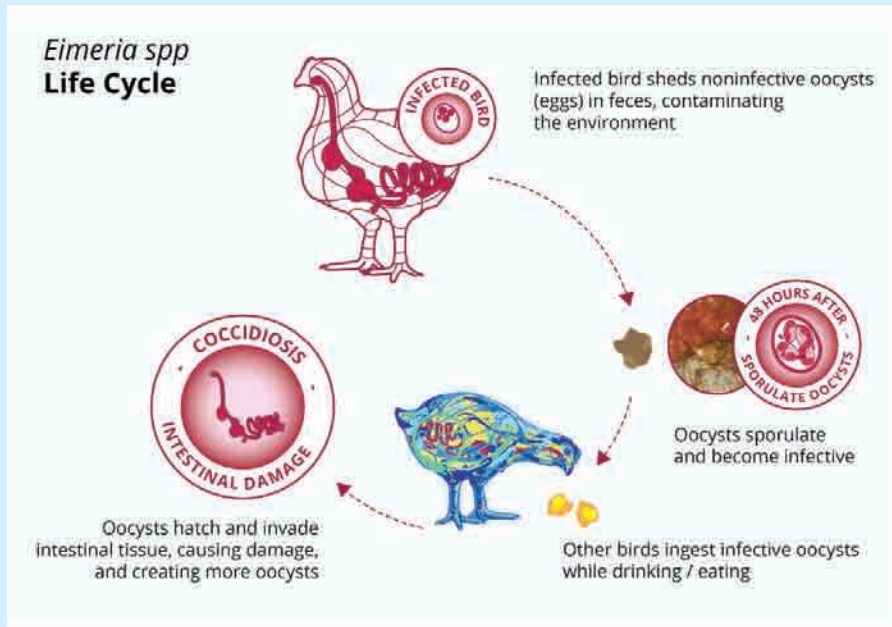 Eimeria spp
Life Cycle
INFECTED BIRD
Infected bird sheds noninfective oocysts
(eggs) in feces, contaminating
the environment
48 HOURS AFTER
SPORULATE OOCYSTS
Oocysts sporulate
and become infective
Other birds ingest infective oocysts
while drinking / eating
COCCIDIOSIS
INTESTINAL DAMAGE
Oocysts hatch and invade
intestinal tissue, causing damage,
and creating more oocysts